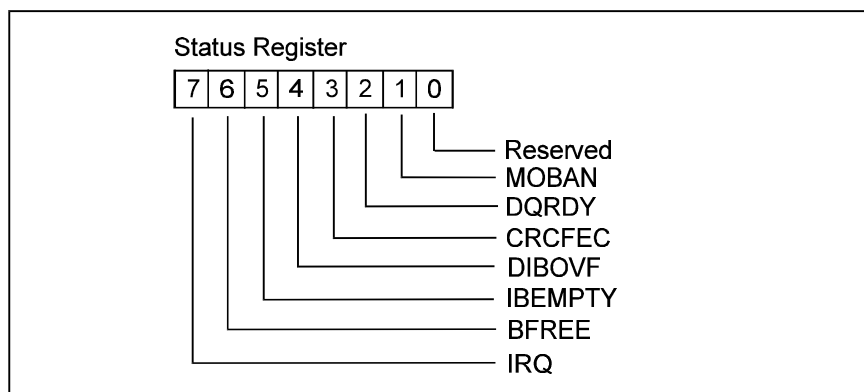 Status Register
7 6 5 4 3 2 1 0
Reserved
MOBAN
DQRDY
CRCFEC
DIBOVF
IBEMPTY
BFREE
IRQ